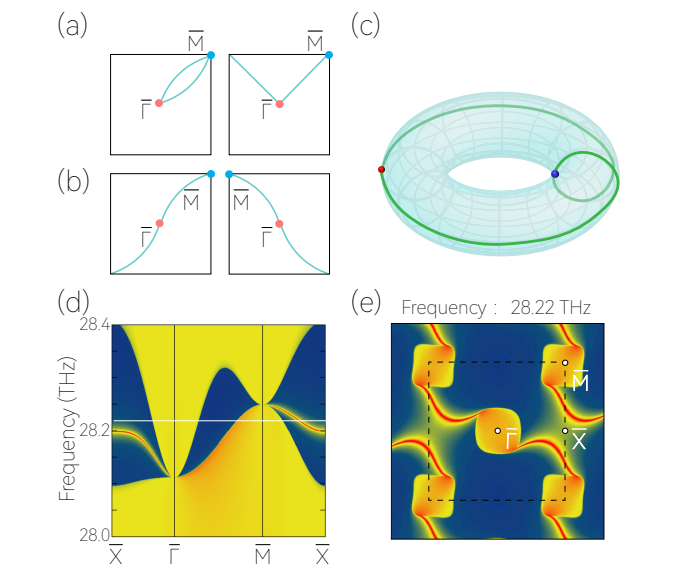 (a)
M̅
Γ̅
M̅
Γ̅
(b)
M̅
Γ̅
M̅
Γ̅
(c)
(d)
Frequency (THz)
28.4
28.2
28.0
X̅
Γ̅
M̅
X̅
(e)
Frequency : 28.22 THz
M̅
Γ̅
X̅